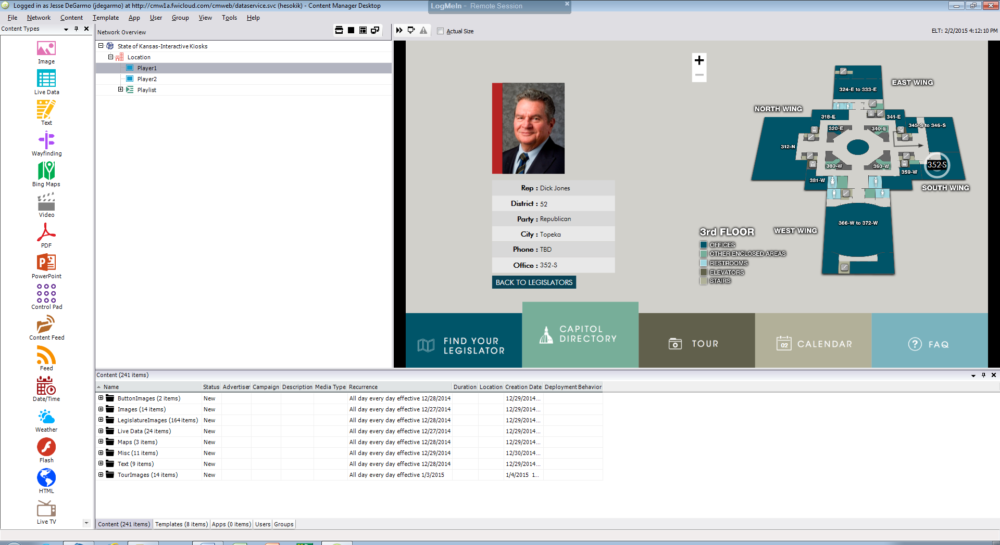 Logged in as Jesse DeGarmo (jdegarmo) at http://cmw1a.fwicloud.com/cmweb/dataservice.svc (hesokik) - Content Manager Desktop
LogMeIn - Remote Session
File Network Content Template App User Group View Tools Help
Content Types
Image
Live Data
Text
Wayfinding
Bing Maps
Video
PDF
PowerPoint
Control Pad
Content Feed
Feed
Date/Time
Weather
Flash
HTML
Live TV
Network Overview
State of Kansas-Interactive Kiosks
Location
Player1
Player2
Playlist
Actual Size
ELT: 2/2/2015 4:12:10 PM
Rep : Dick Jones
District : 52
Party : Republican
City : Topeka
Phone : TBD
Office : 352-S
BACK TO LEGISLATORS
+
−
EAST WING
324-E to 333-E
NORTH WING
318-E
341-E
320-E
340-E
345-S to 346-S
312-N
352-S
380-W
360-W
359-W
381-W
SOUTH WING
366-W to 372-W
3rd FLOOR
WEST WING
OFFICES
OTHER ENCLOSED AREAS
RESTROOMS
ELEVATORS
STAIRS
FIND YOUR
LEGISLATOR
CAPITOL
DIRECTORY
TOUR
02
CALENDAR
? FAQ
Content (241 items)
Name Status Advertiser Campaign Description Media Type Recurrence Duration Location Creation Date Deployment Behavior
ButtonImages (2 items) New All day every day effective 12/28/2014 12/29/2014...
Images (14 items) New All day every day effective 12/27/2014 12/29/2014...
LegislatureImages (164 items) New All day every day effective 12/28/2014 12/29/2014...
Live Data (24 items) New All day every day effective 12/27/2014 12/29/2014...
Maps (3 items) New All day every day effective 12/28/2014 12/29/2014...
Misc (11 items) New All day every day effective 12/29/2014 12/30/2014...
Text (9 items) New All day every day effective 12/28/2014 12/29/2014...
TourImages (14 items) New All day every day effective 1/3/2015 1/4/2015 1...
Content (241 items) Templates (8 items) Apps (0 items) Users Groups